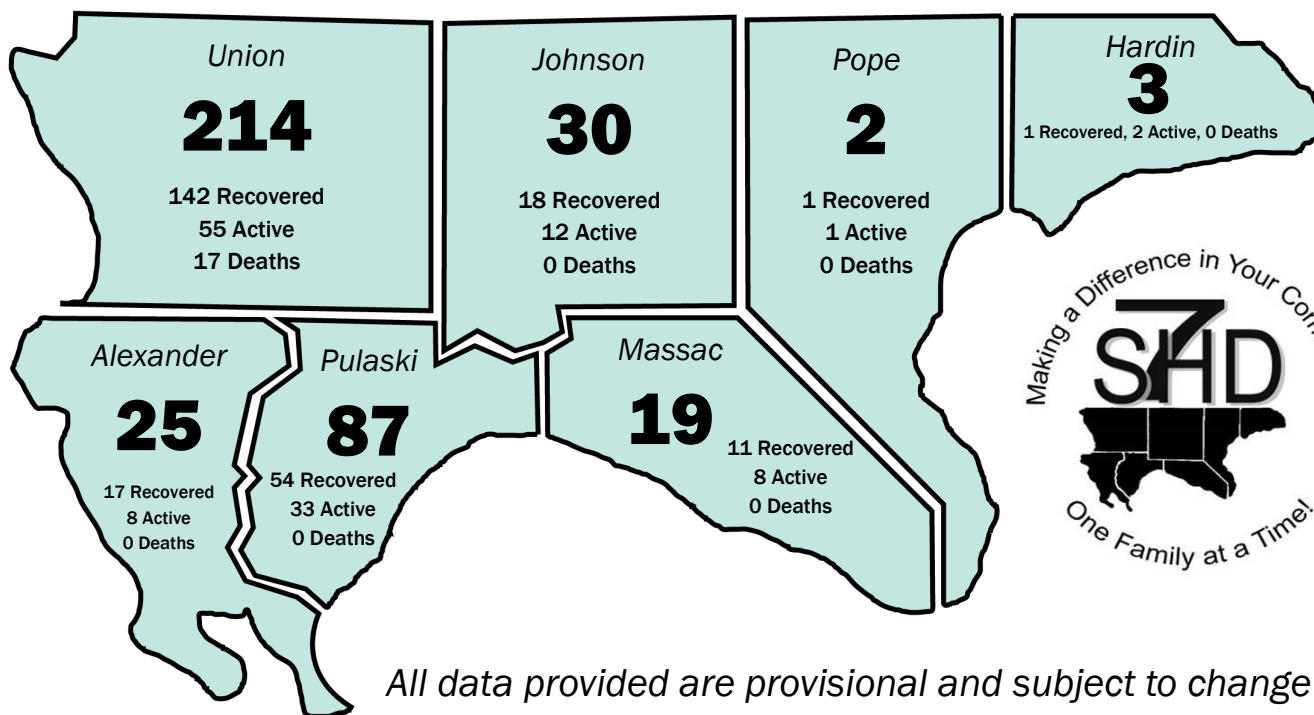 Union
214
142 Recovered
55 Active
17 Deaths
Johnson
30
18 Recovered
12 Active
0 Deaths
Pope
2
1 Recovered
1 Active
0 Deaths
Hardin
3
1 Recovered, 2 Active, 0 Deaths
Alexander
25
17 Recovered
8 Active
0 Deaths
Pulaski
87
54 Recovered
33 Active
0 Deaths
Massac
19
11 Recovered
8 Active
0 Deaths
Making a Difference in Your
S7HD
One Family at a Time!
All data provided are provisional and subject to change